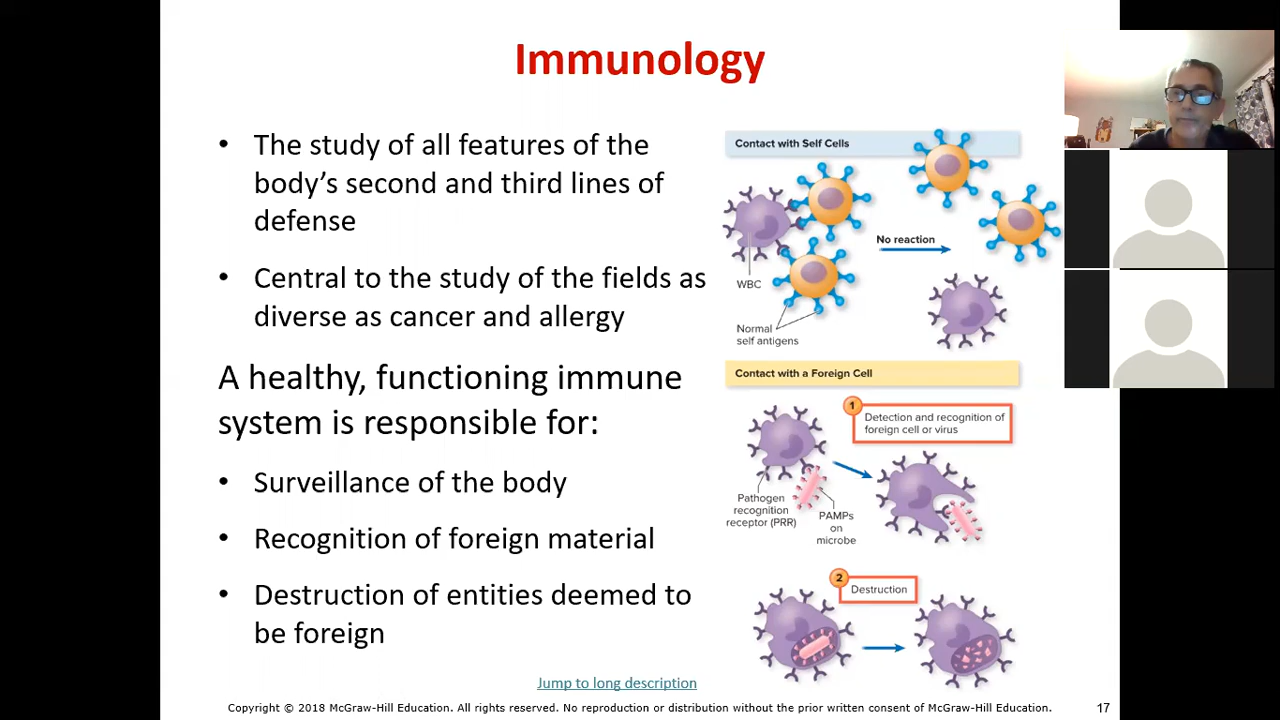 Immunology
• The study of all features of the
body’s second and third lines of
defense
• Central to the study of the fields as
diverse as cancer and allergy
A healthy, functioning immune
system is responsible for:
• Surveillance of the body
• Recognition of foreign material
• Destruction of entities deemed to
be foreign
Contact with Self Cells
No reaction
WBC
Normal
self antigens
Contact with a Foreign Cell
1
Detection and recognition of
foreign cell or virus
Pathogen
recognition
receptor (PRR)
PAMPs
on
microbe
2
Destruction
Jump to long description
Copyright © 2018 McGraw-Hill Education. All rights reserved. No reproduction or distribution without the prior written consent of McGraw-Hill Education.
17